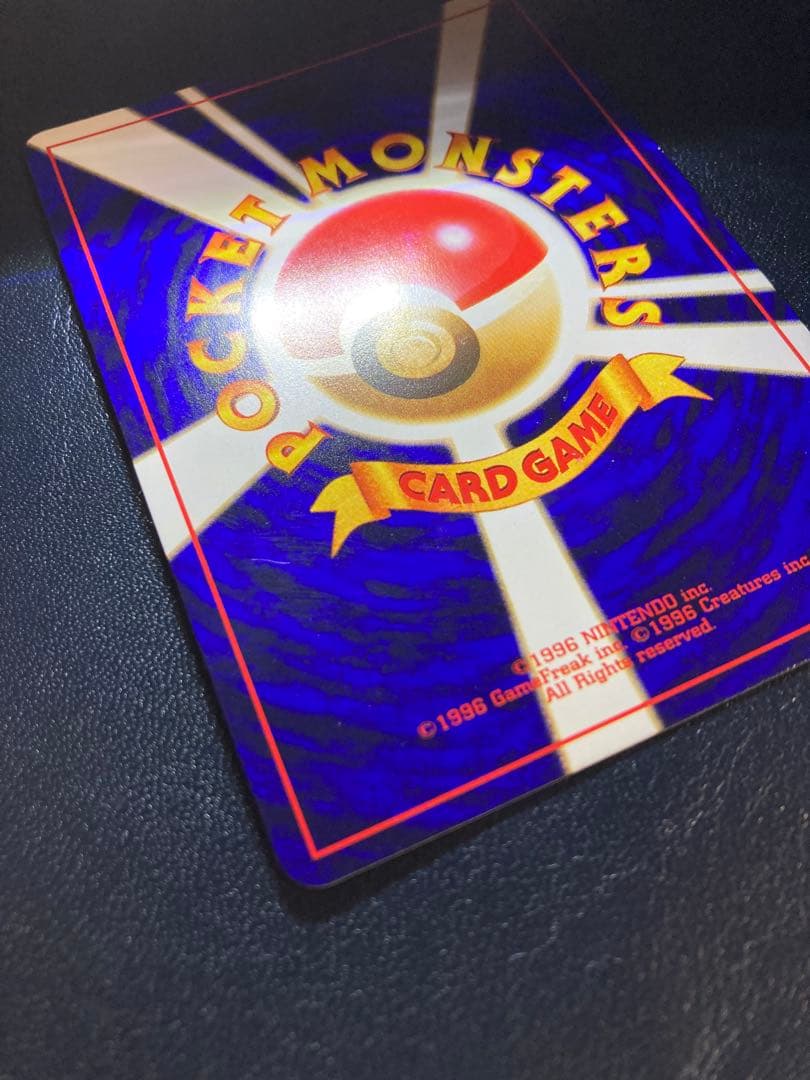 POCKET MONSTERS
CARD GAME
©1996 NINTENDO inc.
©1996 GameFreak inc. ©1996 Creatures inc.
All Rights reserved.